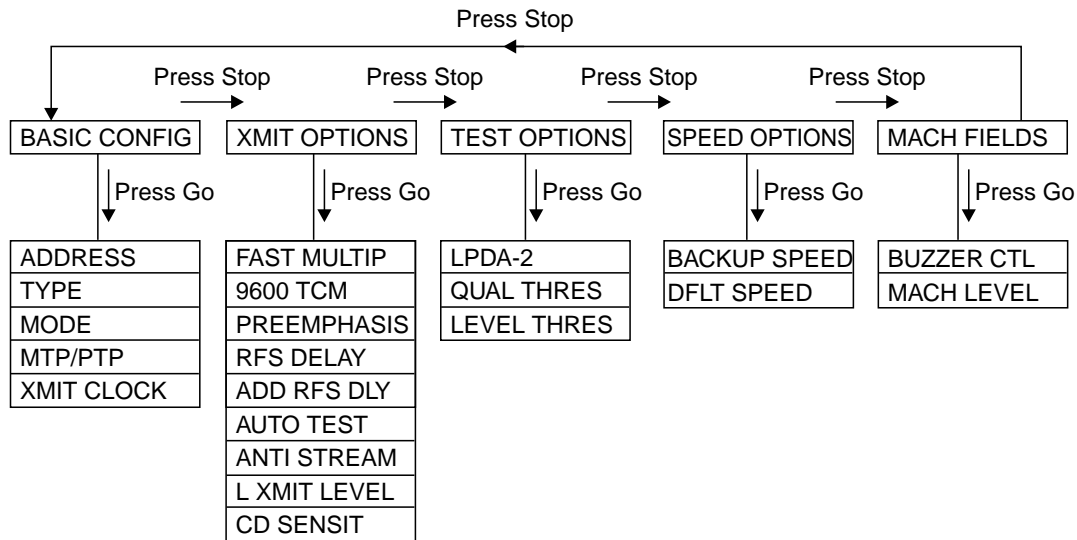 Press Stop
Press Stop
Press Stop
Press Stop
Press Stop
BASIC CONFIG
XMIT OPTIONS
TEST OPTIONS
SPEED OPTIONS
MACH FIELDS
Press Go
Press Go
Press Go
Press Go
Press Go
ADDRESS
TYPE
MODE
MTP/PTP
XMIT CLOCK
FAST MULTIP
9600 TCM
PREEMPHASIS
RFS DELAY
ADD RFS DLY
AUTO TEST
ANTI STREAM
L XMIT LEVEL
CD SENSIT
LPDA-2
QUAL THRES
LEVEL THRES
BACKUP SPEED
DFLT SPEED
BUZZER CTL
MACH LEVEL